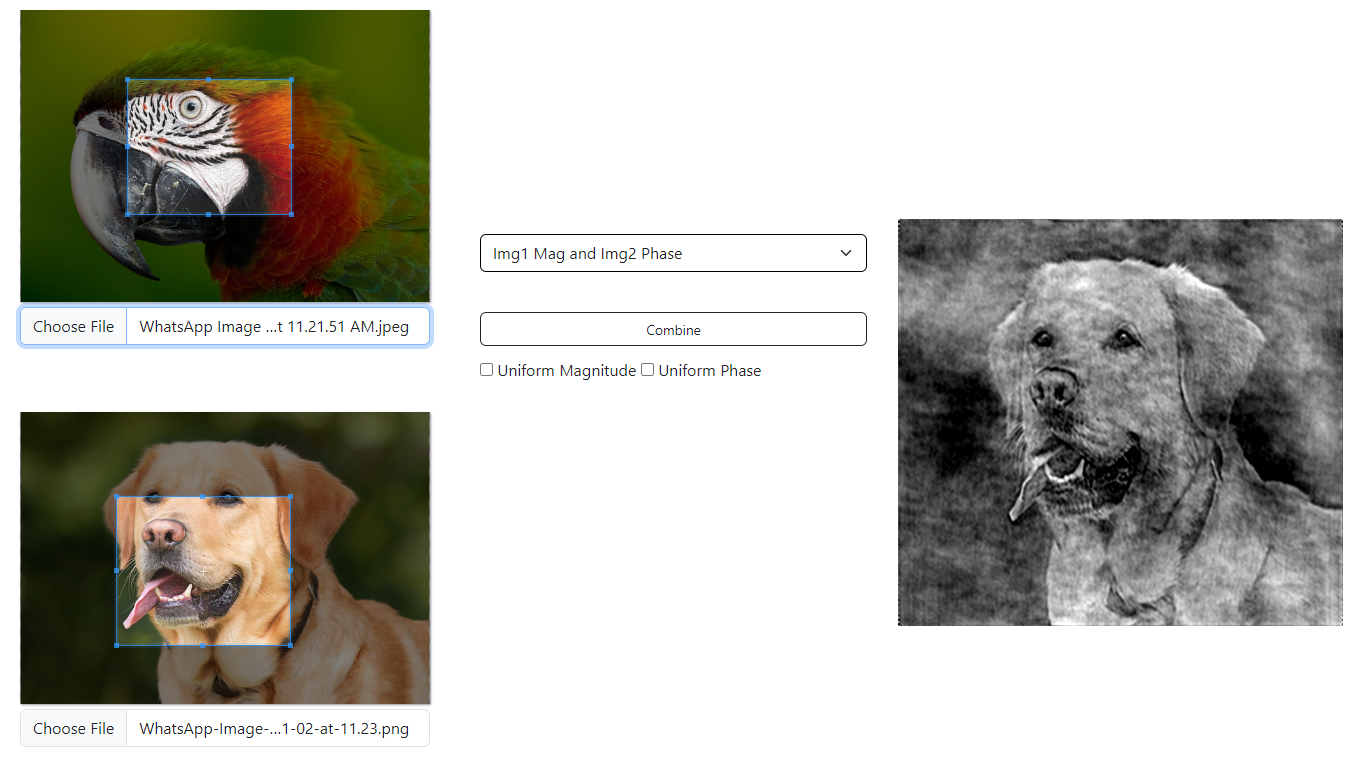 Choose File WhatsApp Image ...t 11.21.51 AM.jpeg
Img1 Mag and Img2 Phase
Combine
Uniform Magnitude Uniform Phase
Choose File WhatsApp-Image-...1-02-at-11.23.png